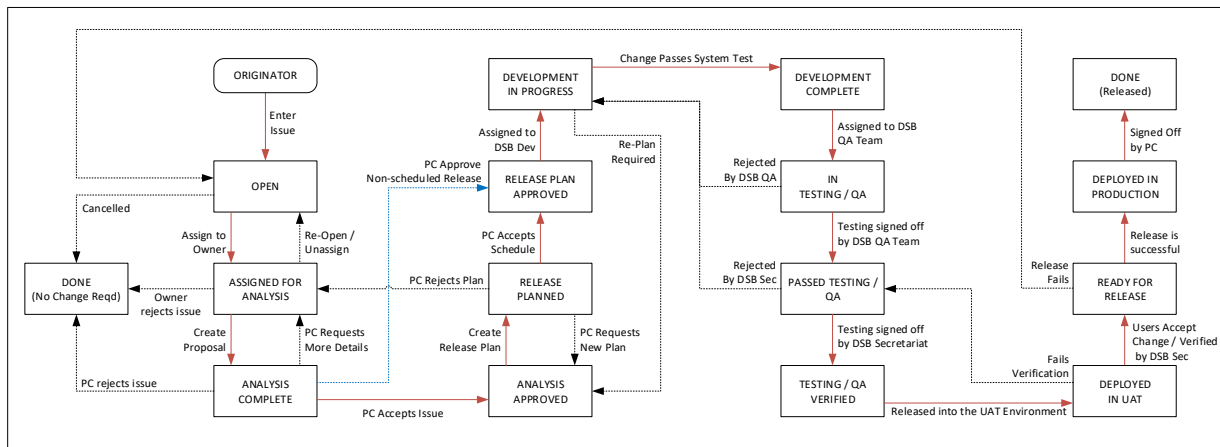 ORIGINATOR
Enter
Issue
OPEN
Cancelled
Assign to
Owner
Re-Open /
Unassign
DONE
(No Change Reqd)
Owner
rejects issue
ASSIGNED FOR
ANALYSIS
Create
Proposal
PC Requests
More Details
PC rejects issue
ANALYSIS
COMPLETE
PC Accepts Issue
PC Approve
Non-scheduled Release
DEVELOPMENT
IN PROGRESS
Assigned to
DSB Dev
Re-Plan
Required
RELEASE PLAN
APPROVED
PC Accepts
Schedule
PC Rejects Plan
RELEASE
PLANNED
Create
Release Plan
PC Requests
New Plan
ANALYSIS
APPROVED
Change Passes System Test
DEVELOPMENT
COMPLETE
Assigned to DSB
QA Team
Rejected
By DSB QA
IN
TESTING / QA
Testing signed off
by DSB QA Team
Rejected
By DSB Sec
PASSED TESTING /
QA
Testing signed off
by DSB Secretariat
TESTING / QA
VERIFIED
Released into the UAT Environment
DONE
(Released)
Signed Off
by PC
DEPLOYED IN
PRODUCTION
Release is
successful
Release
Fails
READY FOR
RELEASE
Users Accept
Change / Verified
by DSB Sec
Fails
Verification
DEPLOYED
IN UAT